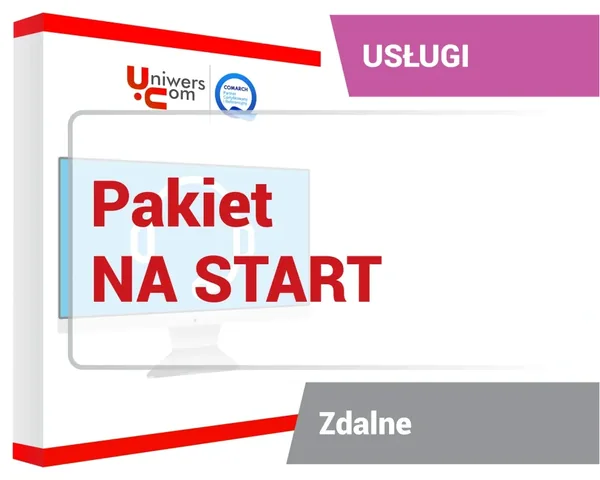 USŁUGI
Uniwers
Com
COMARCH
Pakiet
NA START
Zdalne